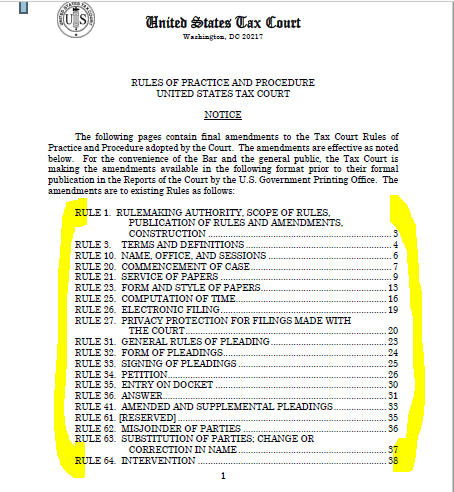 United States Tax Court
Washington, DC 20217
RULES OF PRACTICE AND PROCEDURE
UNITED STATES TAX COURT
NOTICE
The following pages contain final amendments to the Tax Court Rules of
Practice and Procedure adopted by the Court. The amendments are effective as noted
below. For the convenience of the Bar and the general public, the Tax Court is
making the amendments available in the following format prior to their formal
publication in the Reports of the Court by the U.S. Government Printing Office. The
amendments are to existing Rules as follows:
RULE 1. RULEMAKING AUTHORITY, SCOPE OF RULES,
PUBLICATION OF RULES AND AMENDMENTS,
CONSTRUCTION 3
RULE 3. TERMS AND DEFINITIONS 4
RULE 10. NAME, OFFICE, AND SESSIONS 6
RULE 20. COMMENCEMENT OF CASE 7
RULE 21. SERVICE OF PAPERS 9
RULE 23. FORM AND STYLE OF PAPERS 13
RULE 25. COMPUTATION OF TIME 16
RULE 26. ELECTRONIC FILING 19
RULE 27. PRIVACY PROTECTION FOR FILINGS MADE WITH
THE COURT 20
RULE 31. GENERAL RULES OF PLEADING 23
RULE 32. FORM OF PLEADINGS 24
RULE 33. SIGNING OF PLEADINGS 25
RULE 34. PETITION 26
RULE 35. ENTRY ON DOCKET 30
RULE 36. ANSWER 31
RULE 41. AMENDED AND SUPPLEMENTAL PLEADINGS 33
RULE 61. [RESERVED] 35
RULE 62. MISJOINDER OF PARTIES 36
RULE 63. SUBSTITUTION OF PARTIES; CHANGE OR
CORRECTION IN NAME 37
RULE 64. INTERVENTION 38
1